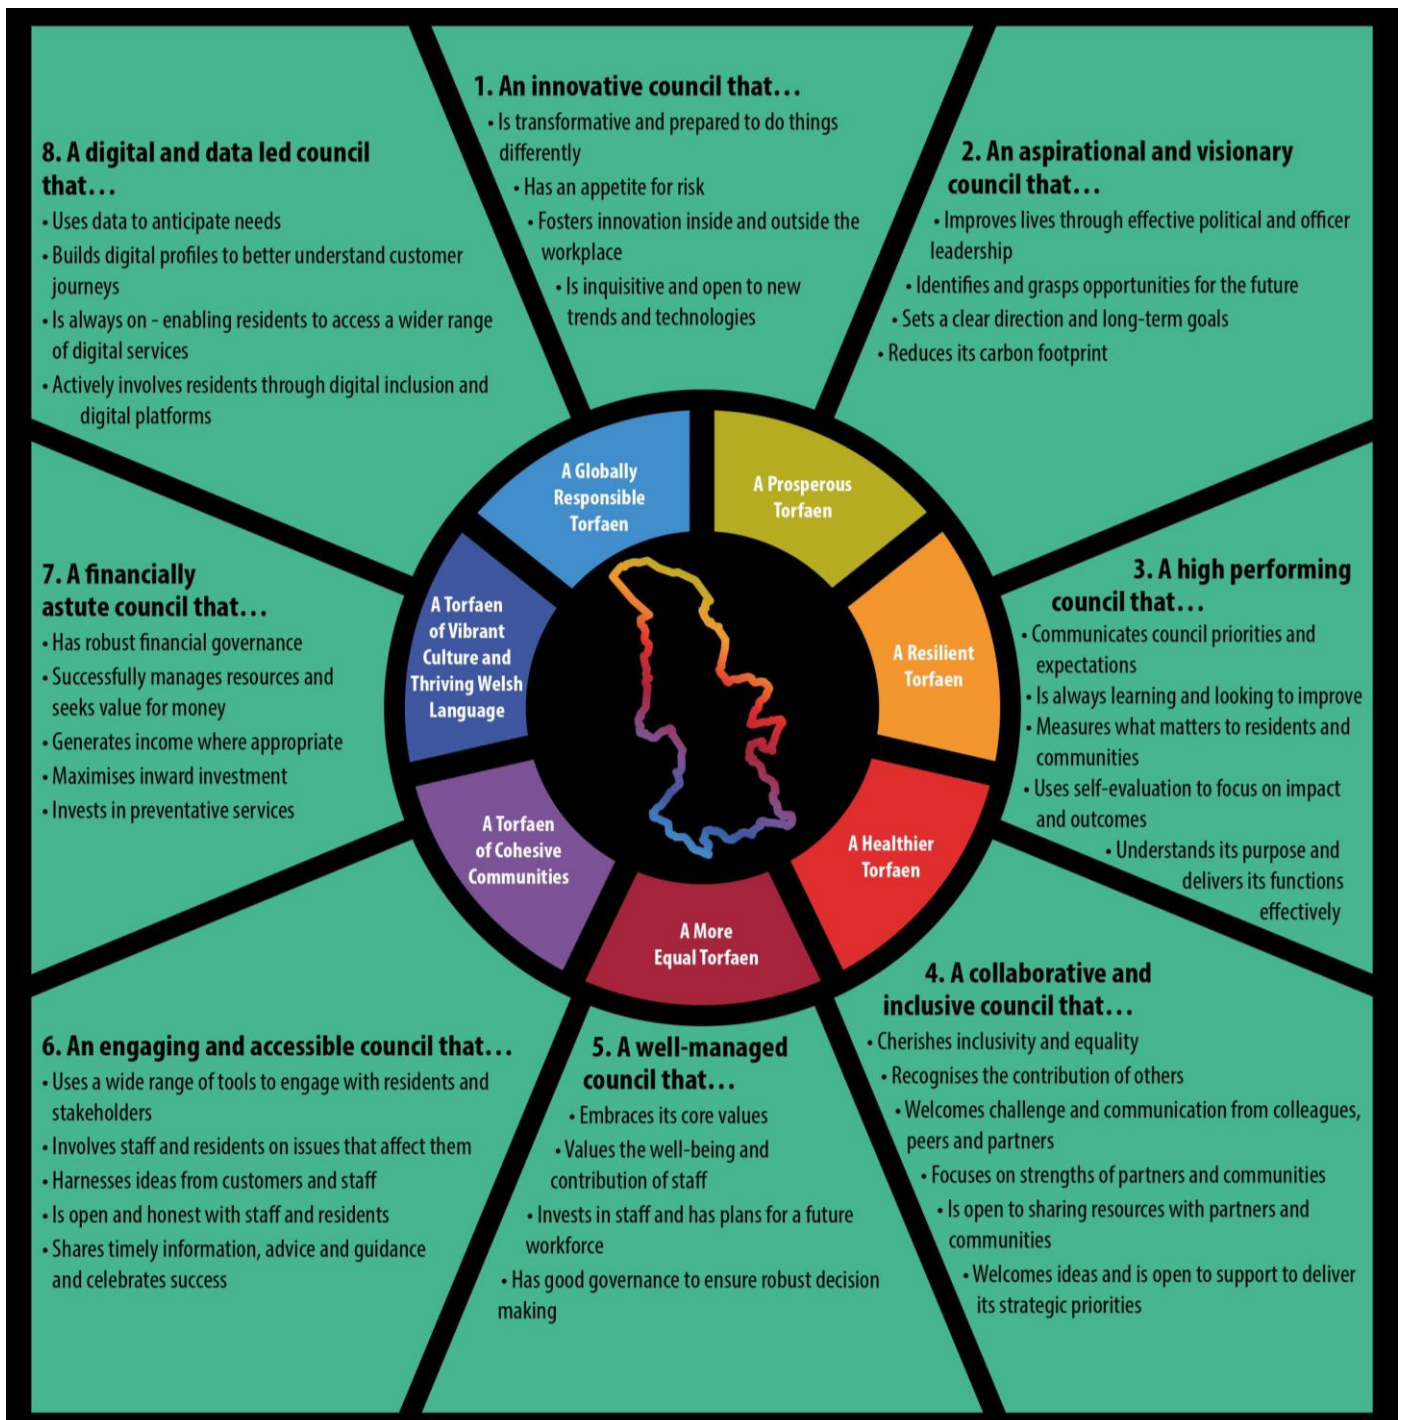 1. An innovative council that…
• Is transformative and prepared to do things
differently
• Has an appetite for risk
• Fosters innovation inside and outside the
workplace
• Is inquisitive and open to new
trends and technologies
2. An aspirational and visionary
council that…
• Improves lives through effective political and officer
leadership
• Identifies and grasps opportunities for the future
• Sets a clear direction and long-term goals
• Reduces its carbon footprint
3. A high performing
council that…
• Communicates council priorities and
expectations
• Is always learning and looking to improve
• Measures what matters to residents and
communities
• Uses self-evaluation to focus on impact
and outcomes
• Understands its purpose and
delivers its functions
effectively
4. A collaborative and
inclusive council that…
• Cherishes inclusivity and equality
• Recognises the contribution of others
• Welcomes challenge and communication from colleagues,
peers and partners
• Focuses on strengths of partners and communities
• Is open to sharing resources with partners and
communities
• Welcomes ideas and is open to support to deliver
its strategic priorities
5. A well-managed
council that…
• Embraces its core values
• Values the well-being and
contribution of staff
• Invests in staff and has plans for a future
workforce
• Has good governance to ensure robust decision
making
6. An engaging and accessible council that…
• Uses a wide range of tools to engage with residents and
stakeholders
• Involves staff and residents on issues that affect them
• Harnesses ideas from customers and staff
• Is open and honest with staff and residents
• Shares timely information, advice and guidance
and celebrates success
7. A financially
astute council that…
• Has robust financial governance
• Successfully manages resources and
seeks value for money
• Generates income where appropriate
• Maximises inward investment
• Invests in preventative services
8. A digital and data led council
that…
• Uses data to anticipate needs
• Builds digital profiles to better understand customer
journeys
• Is always on - enabling residents to access a wider range
of digital services
• Actively involves residents through digital inclusion and
digital platforms
A Globally
Responsible
Torfaen
A Prosperous
Torfaen
A Resilient
Torfaen
A Healthier
Torfaen
A More
Equal Torfaen
A Torfaen
of Cohesive
Communities
A Torfaen
of Vibrant
Culture and
Thriving Welsh
Language